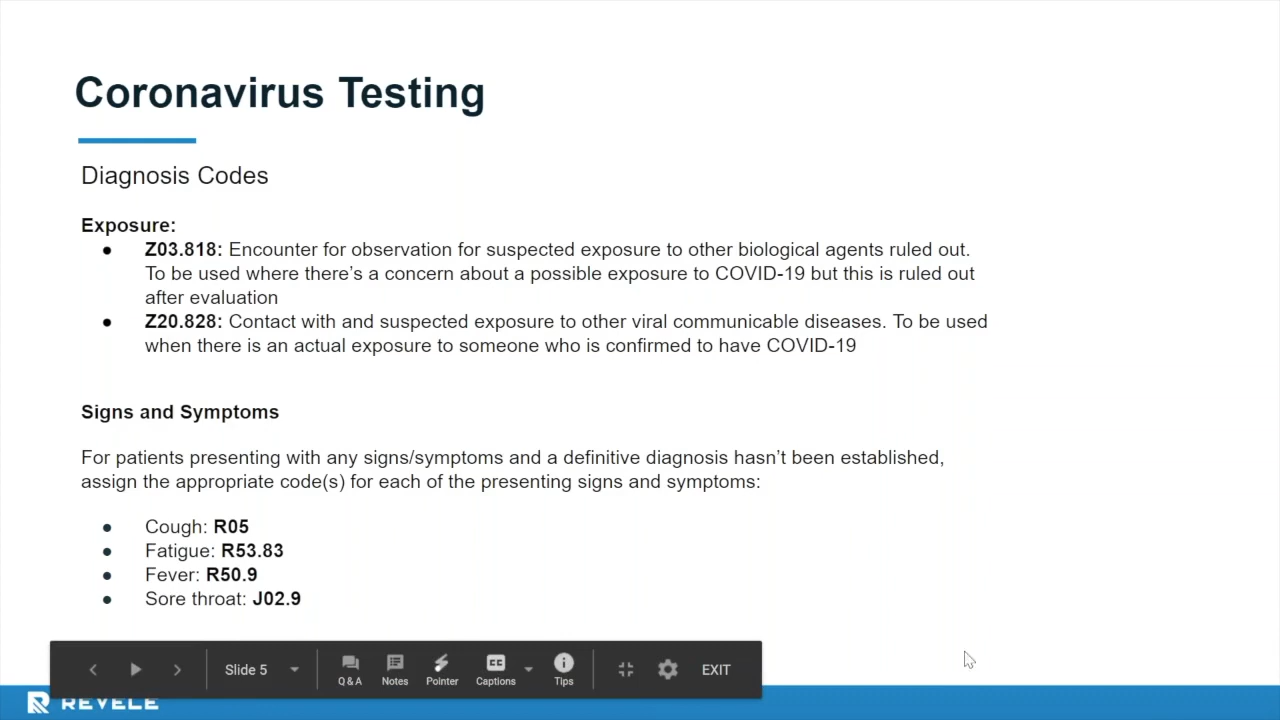 Coronavirus Testing
Diagnosis Codes
Exposure:
● Z03.818: Encounter for observation for suspected exposure to other biological agents ruled out.
To be used where there's a concern about a possible exposure to COVID-19 but this is ruled out
after evaluation
● Z20.828: Contact with and suspected exposure to other viral communicable diseases. To be used
when there is an actual exposure to someone who is confirmed to have COVID-19
Signs and Symptoms
For patients presenting with any signs/symptoms and a definitive diagnosis hasn't been established,
assign the appropriate code(s) for each of the presenting signs and symptoms:
● Cough: R05
● Fatigue: R53.83
● Fever: R50.9
● Sore throat: J02.9
Slide 5
Q & A Notes Pointer Captions Tips EXIT
CC
REVELE